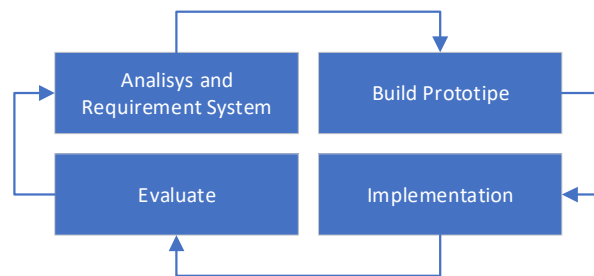 Analisys and
Requirement System
Build Prototipe
Evaluate
Implementation